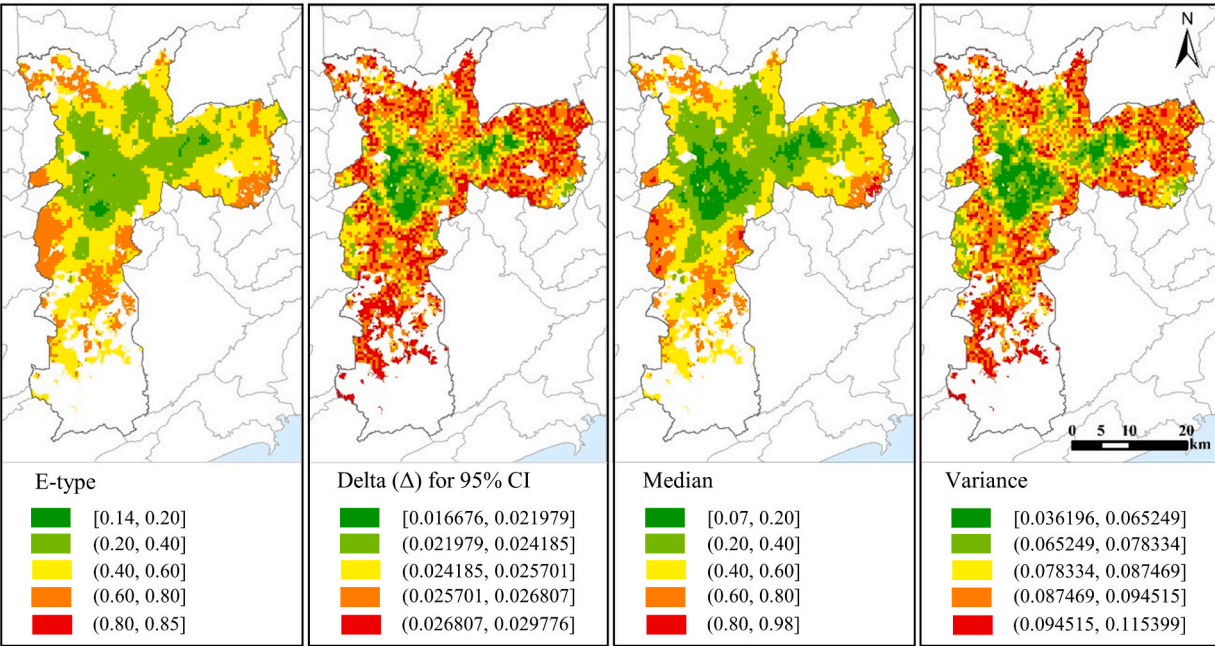 N
0 5 10 20
km
E-type
[0.14, 0.20]
(0.20, 0.40]
(0.40, 0.60]
(0.60, 0.80]
(0.80, 0.85]
Delta (Δ) for 95% CI
[0.016676, 0.021979]
(0.021979, 0.024185]
(0.024185, 0.025701]
(0.025701, 0.026807]
(0.026807, 0.029776]
Median
[0.07, 0.20]
(0.20, 0.40]
(0.40, 0.60]
(0.60, 0.80]
(0.80, 0.98]
Variance
[0.036196, 0.065249]
(0.065249, 0.078334]
(0.078334, 0.087469]
(0.087469, 0.094515]
(0.094515, 0.115399]